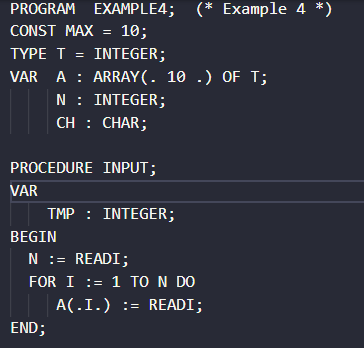 PROGRAM  EXAMPLE4;  (* Example 4 *)
CONST MAX = 10;
TYPE T = INTEGER;
VAR  A : ARRAY(. 10 .) OF T;
     N : INTEGER;
     CH : CHAR;

PROCEDURE INPUT;
VAR
    TMP : INTEGER;
BEGIN
  N := READI;
  FOR I := 1 TO N DO
     A(.I.) := READI;
END;